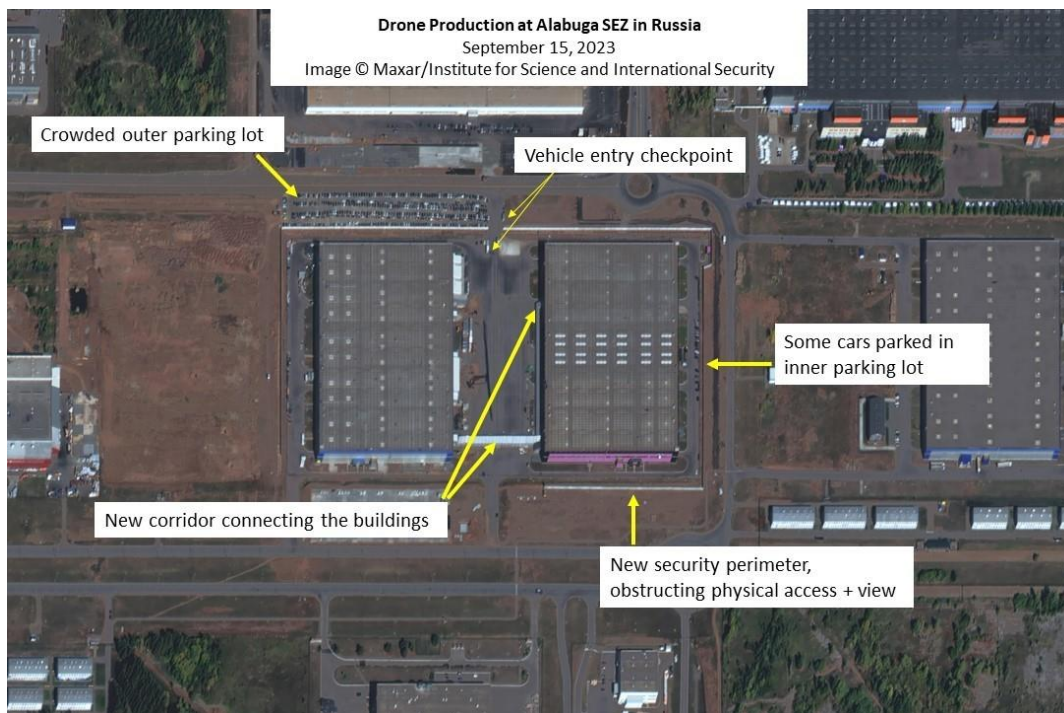 Drone Production at Alabuga SEZ in Russia
September 15, 2023
Image © Maxar/Institute for Science and International Security
Crowded outer parking lot
Vehicle entry checkpoint
Some cars parked in
inner parking lot
New corridor connecting the buildings
New security perimeter,
obstructing physical access + view